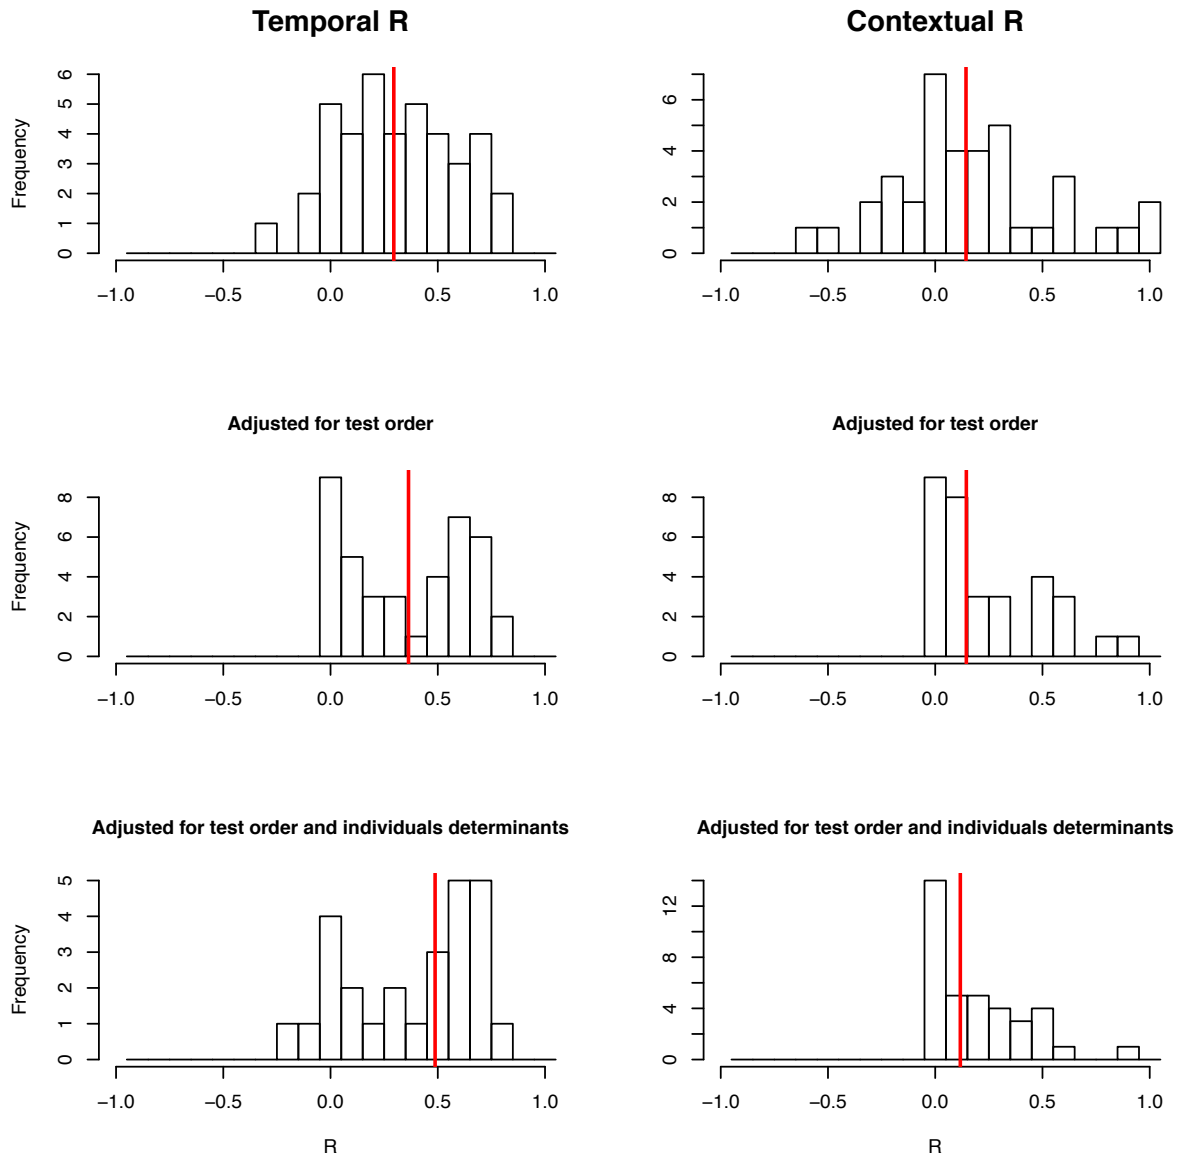 Temporal R
Contextual R
Frequency
0 1 2 3 4 5 6
−1.0 −0.5 0.0 0.5 1.0
0 2 4 6
−1.0 −0.5 0.0 0.5 1.0
Adjusted for test order
Adjusted for test order
Frequency
0 2 4 6 8
−1.0 −0.5 0.0 0.5 1.0
0 2 4 6 8
−1.0 −0.5 0.0 0.5 1.0
Adjusted for test order and individuals determinants
Adjusted for test order and individuals determinants
Frequency
0 1 2 3 4 5
−1.0 −0.5 0.0 0.5 1.0
R
0 4 8 12
−1.0 −0.5 0.0 0.5 1.0
R